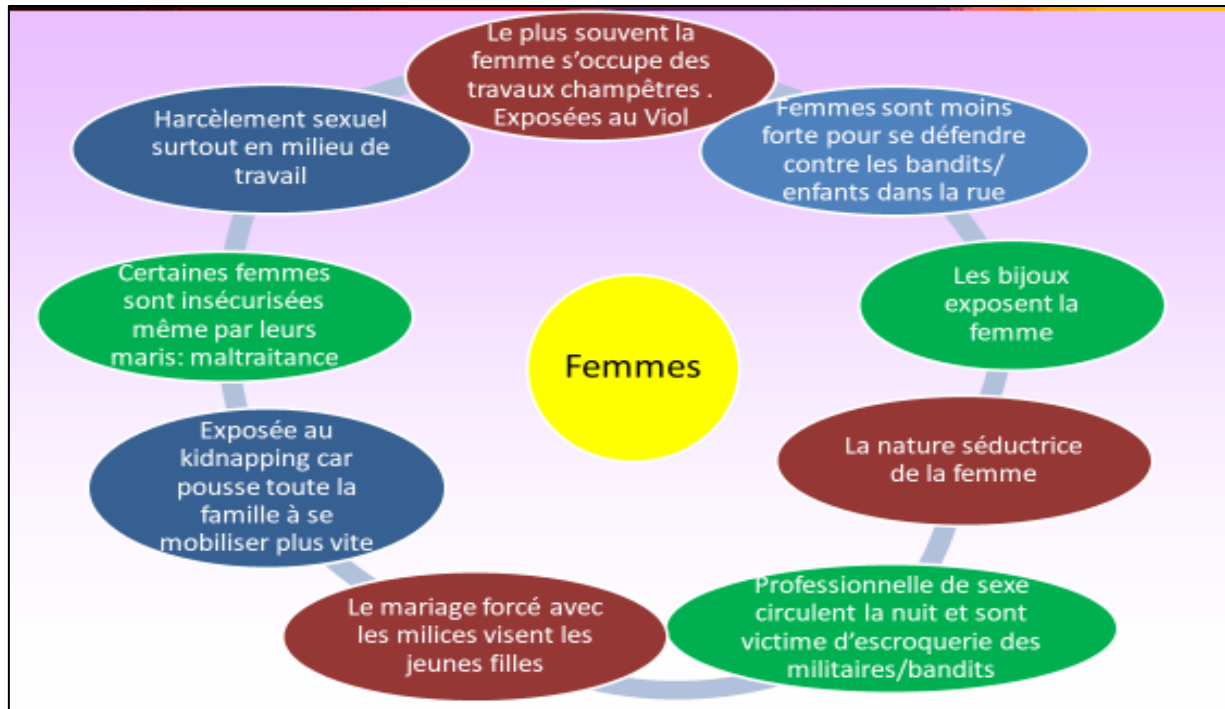 Le plus souvent la
femme s'occupe des
travaux champêtres .
Exposées au Viol
Femmes sont moins
forte pour se défendre
contre les bandits/
enfants dans la rue
Les bijoux
exposent la
femme
La nature séductrice
de la femme
Professionnelle de sexe
circulent la nuit et sont
victime d'escroquerie des
militaires/bandits
Le mariage forcé avec
les milices visent les
jeunes filles
Exposée au
kidnapping car
pousse toute la
famille à se
mobiliser plus vite
Certaines femmes
sont insécurisées
même par leurs
maris: maltraitance
Harcèlement sexuel
surtout en milieu de
travail
Femmes